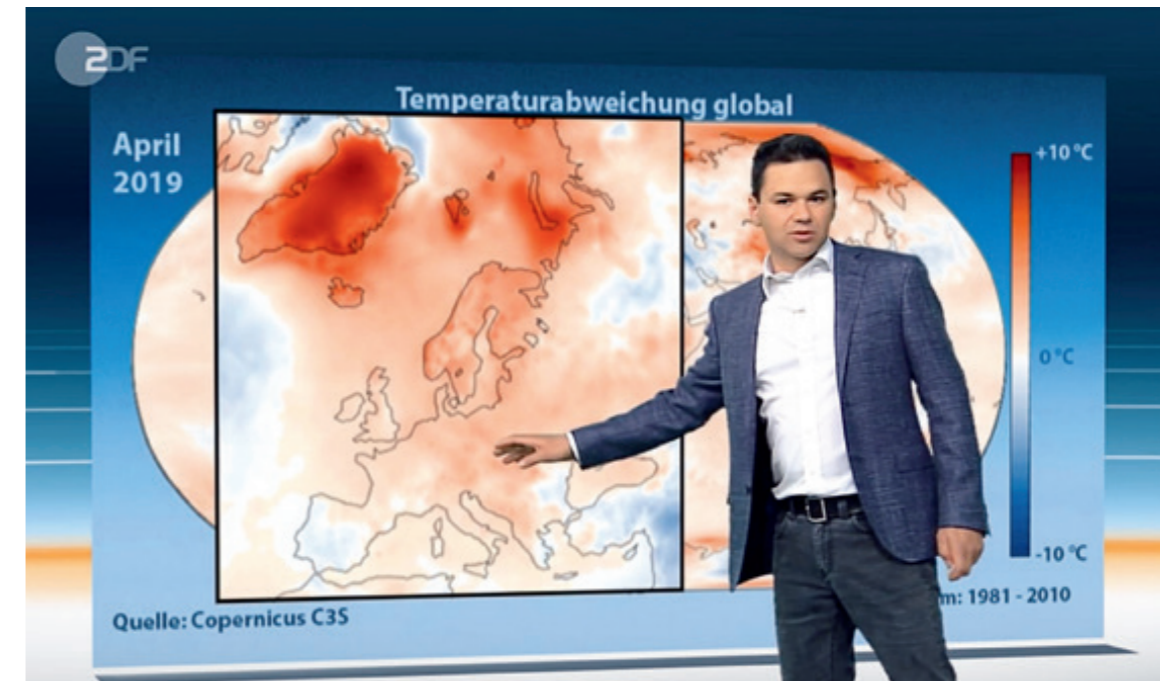 ZDF
Temperaturabweichung global
April
2019
+10 °C
0 °C
-10 °C
m: 1981 - 2010
Quelle: Copernicus C3S